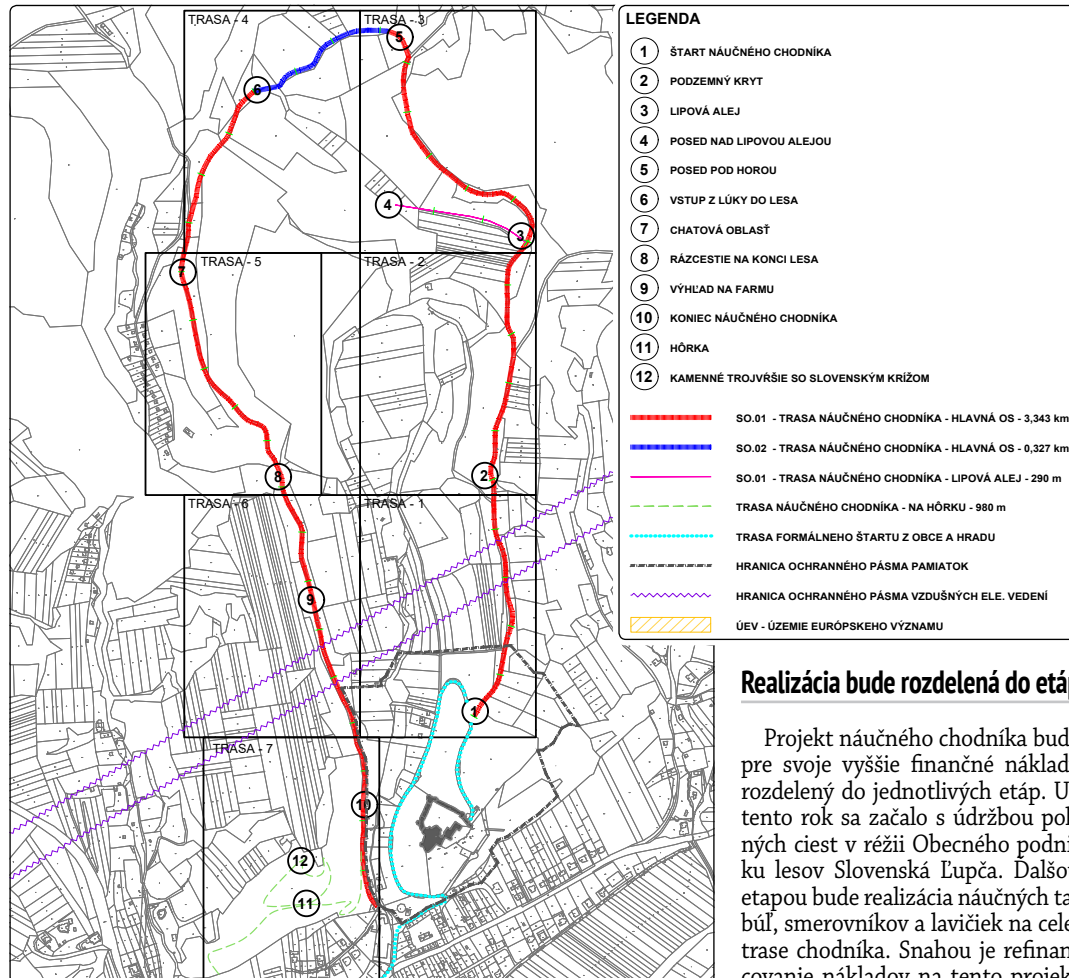 TRASA - 4
TRASA - 3
5
6
4
3
7
TRASA - 5
TRASA - 2
8
2
TRASA - 6
TRASA - 1
9
1
TRASA - 7
10
12
11
LEGENDA
1 ŠTART NÁUČNÉHO CHODNÍKA
2 PODZEMNÝ KRYT
3 LIPOVÁ ALEJ
4 POSED NAD LIPOVOU ALEJOU
5 POSED POD HOROU
6 VSTUP Z LÚKY DO LESA
7 CHATOVÁ OBLASŤ
8 RÁZCESTIE NA KONCI LESA
9 VÝHĽAD NA FARMU
10 KONIEC NÁUČNÉHO CHODNÍKA
11 HÔRKA
12 KAMENNÉ TROJVŔŠIE SO SLOVENSKÝM KRÍŽOM
SO.01 - TRASA NÁUČNÉHO CHODNÍKA - HLAVNÁ OS - 3,343 km
SO.02 - TRASA NÁUČNÉHO CHODNÍKA - HLAVNÁ OS - 0,327 km
SO.01 - TRASA NÁUČNÉHO CHODNÍKA - LIPOVÁ ALEJ - 290 m
TRASA NÁUČNÉHO CHODNÍKA - NA HÔRKU - 980 m
TRASA FORMÁLNEHO ŠTARTU Z OBCE A HRADU
HRANICA OCHRANNÉHO PÁSMA PAMIATOK
HRANICA OCHRANNÉHO PÁSMA VZDUŠNÝCH ELE. VEDENÍ
ÚEV - ÚZEMIE EURÓPSKEHO VÝZNAMU
Realizácia bude rozdelená do etáp
Projekt náučného chodníka bud
pre svoje vyššie finančné náklad
rozdelený do jednotlivých etáp. U
tento rok sa začalo s údržbou poľ
ných ciest v réžii Obecného podni
ku lesov Slovenská Ľupča. Ďalšo
etapou bude realizácia náučných ta
búľ, smerovníkov a lavičiek na cele
trase chodníka. Snahou je refinan
covanie nákladov na tento projekt